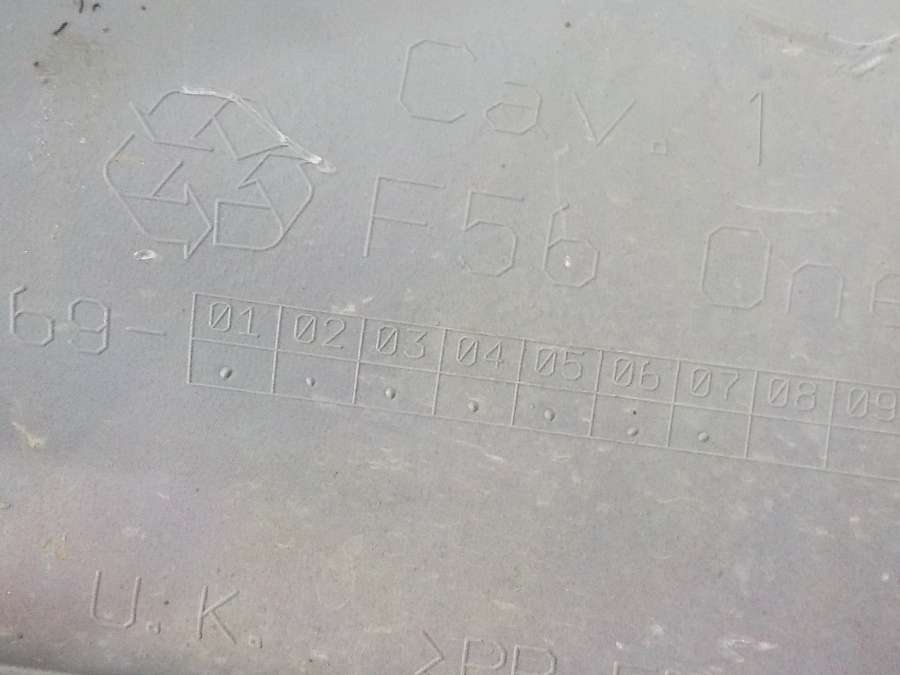 Cav. 1
F56 One
69-
01 02 03 04 05 06 07 08 09
U.K.